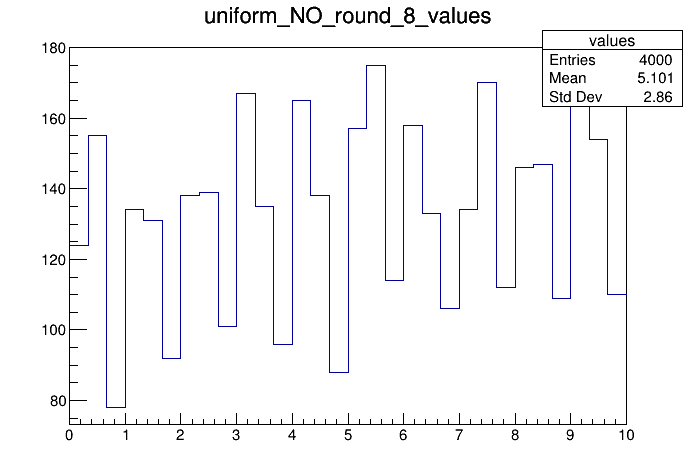 uniform_NO_round_8_values
values
Entries 4000
Mean 5.101
Std Dev 2.86
180
160
140
120
100
80
0 1 2 3 4 5 6 7 8 9 10